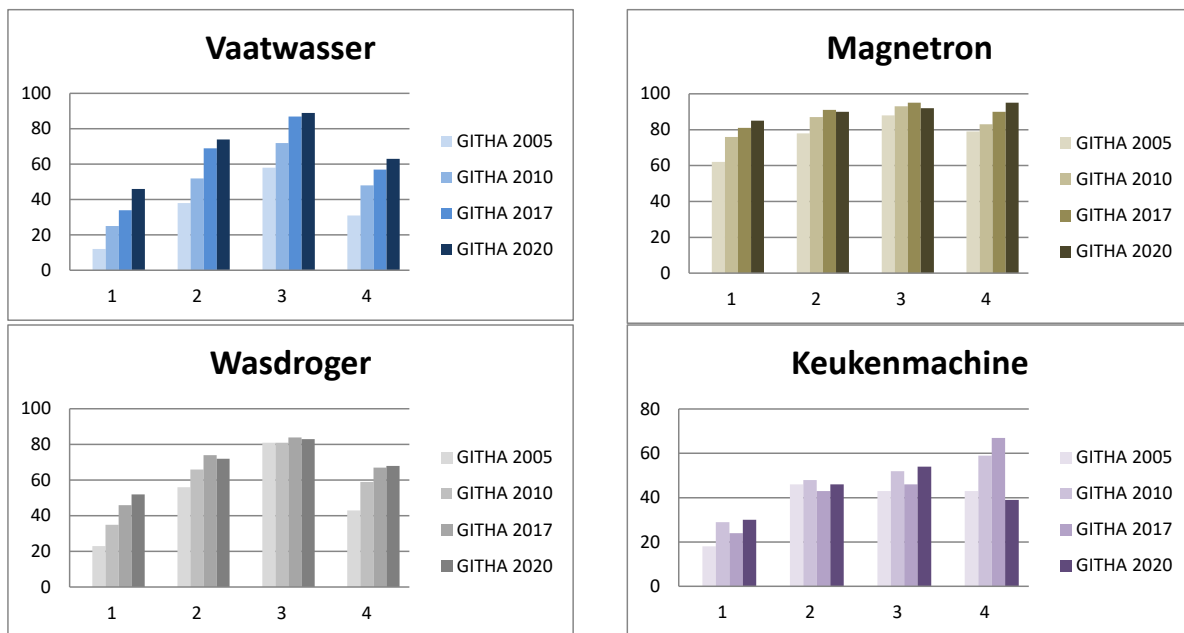 Vaatwasser
100
80
60
40
20
0
1 2 3 4
GITHA 2005
GITHA 2010
GITHA 2017
GITHA 2020
Magnetron
100
80
60
40
20
0
1 2 3 4
GITHA 2005
GITHA 2010
GITHA 2017
GITHA 2020
Wasdroger
100
80
60
40
20
0
1 2 3 4
GITHA 2005
GITHA 2010
GITHA 2017
GITHA 2020
Keukenmachine
80
60
40
20
0
1 2 3 4
GITHA 2005
GITHA 2010
GITHA 2017
GITHA 2020